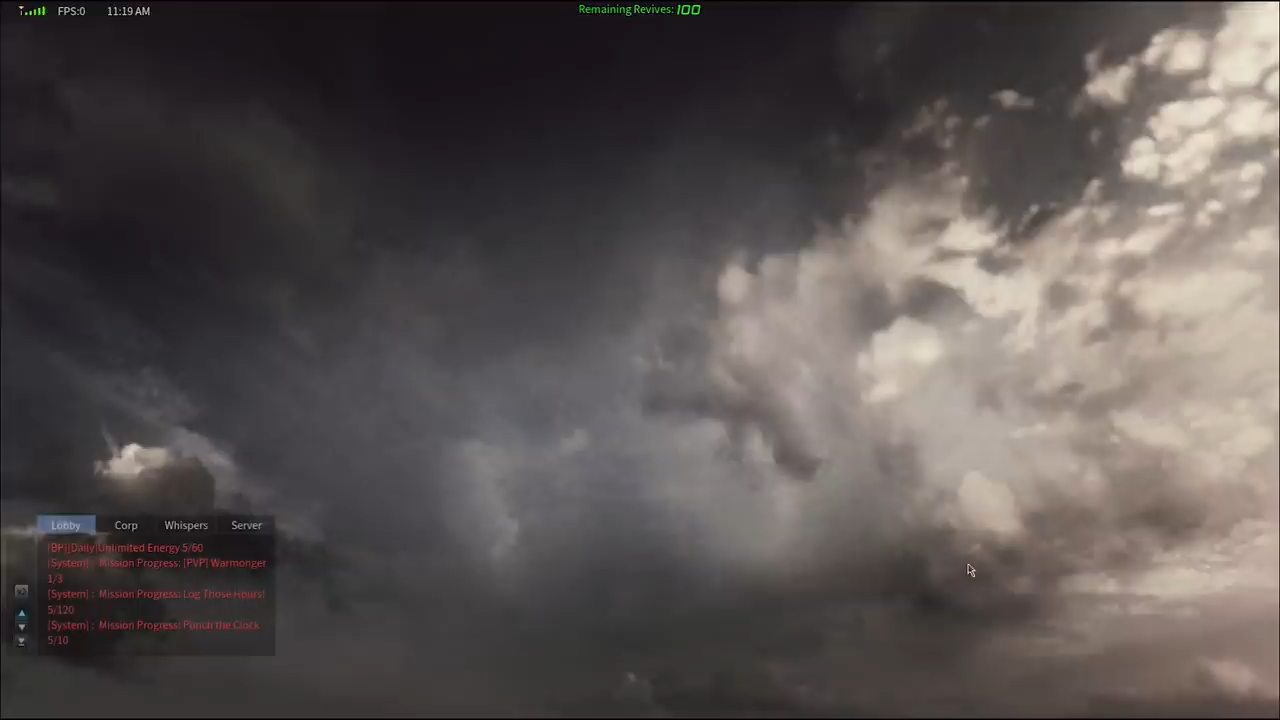 FPS:0 11:19 AM Remaining Revives: 100
Lobby Corp Whispers Server
[BP][Daily]Unlimited Energy 5/60
[System] : Mission Progress: [PVP] Warmonger
1/3
[System] : Mission Progress: Log Those Hours!
5/120
[System] : Mission Progress: Punch the Clock
5/10